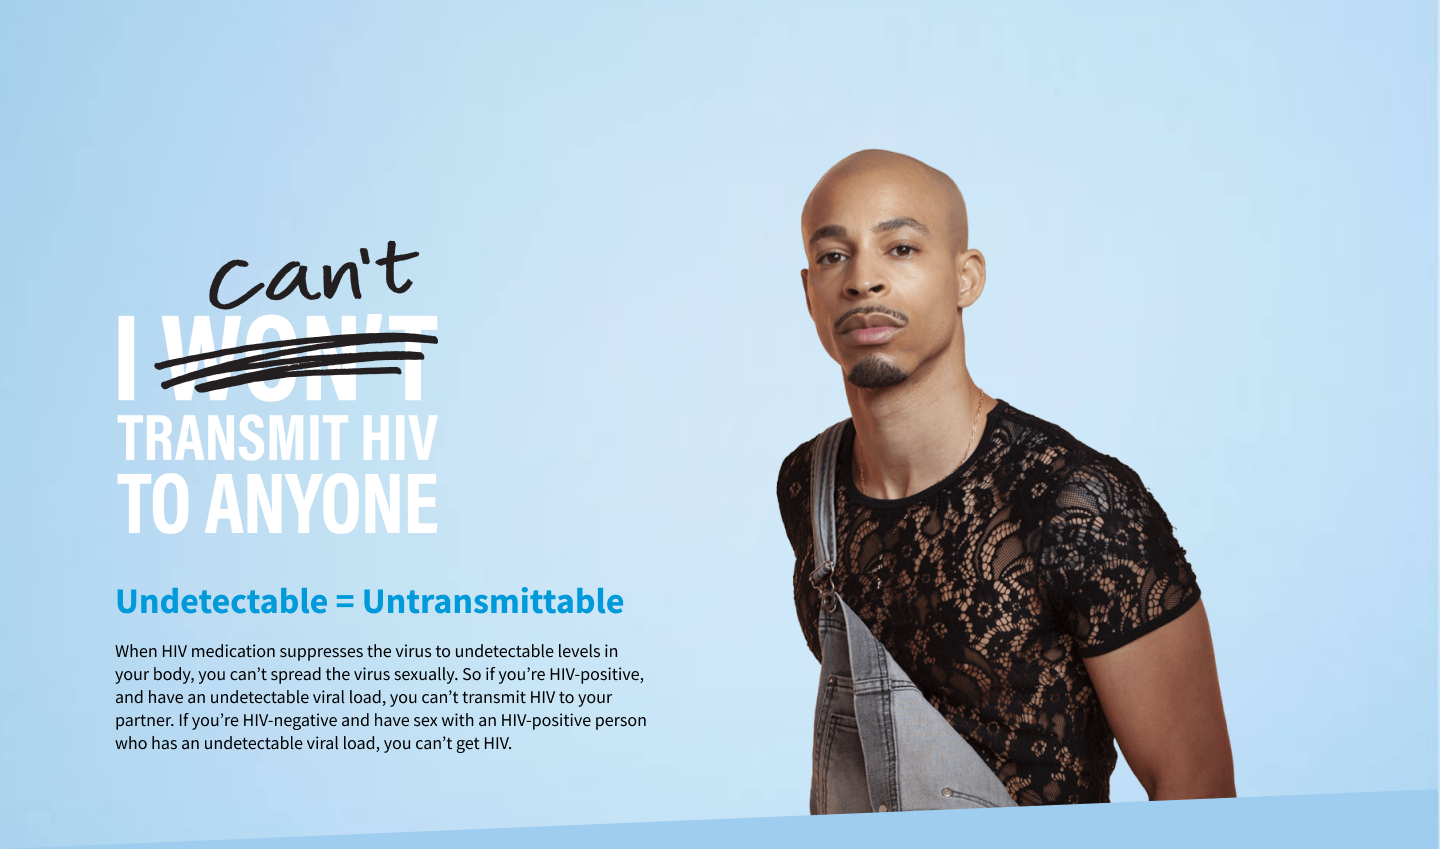 can't
I WON'T
TRANSMIT HIV
TO ANYONE
Undetectable = Untransmittable
When HIV medication suppresses the virus to undetectable levels in
your body, you can't spread the virus sexually. So if you're HIV-positive,
and have an undetectable viral load, you can't transmit HIV to your
partner. If you're HIV-negative and have sex with an HIV-positive person
who has an undetectable viral load, you can't get HIV.